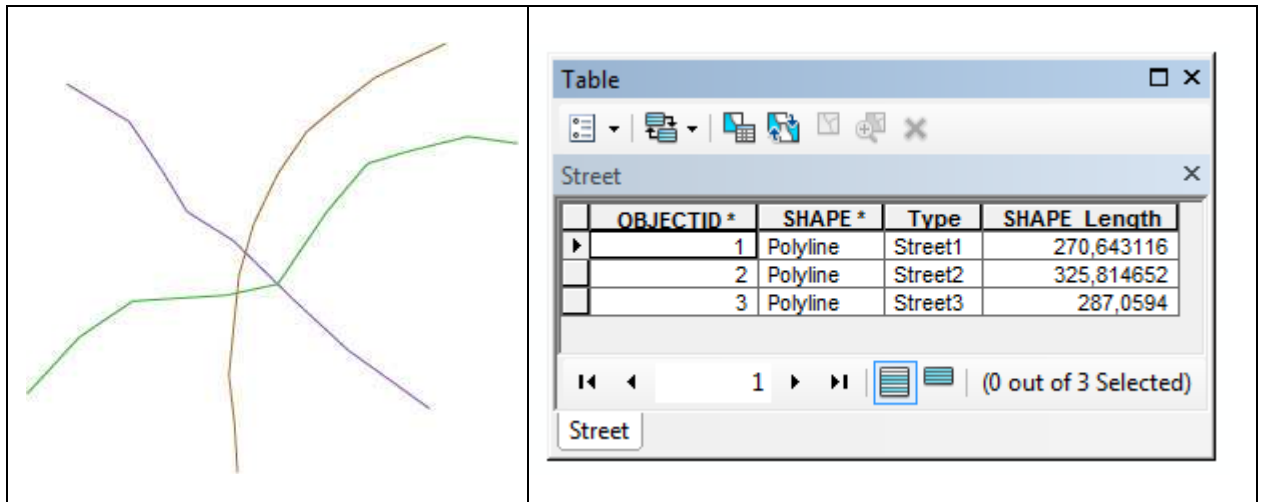 Table
Street
OBJECTID * SHAPE * Type SHAPE_Length
1 Polyline Street1 270,643116
2 Polyline Street2 325,814652
3 Polyline Street3 287,0594
1 (0 out of 3 Selected)
Street